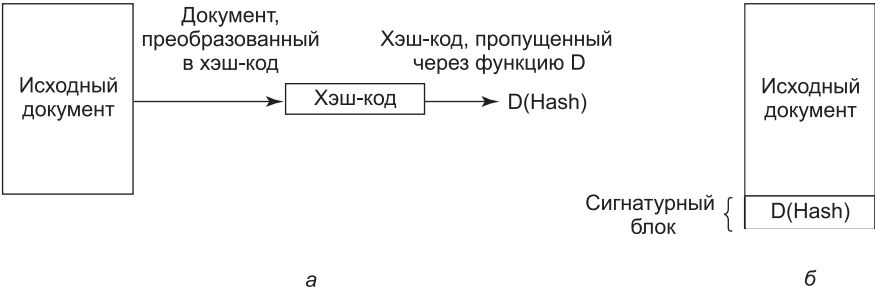 Исходный
документ
Документ,
преобразованный
в хэш-код
Хэш-код
Хэш-код, пропущенный
через функцию D
D(Hash)
а
Исходный
документ
Сигнатурный
блок
D(Hash)
б